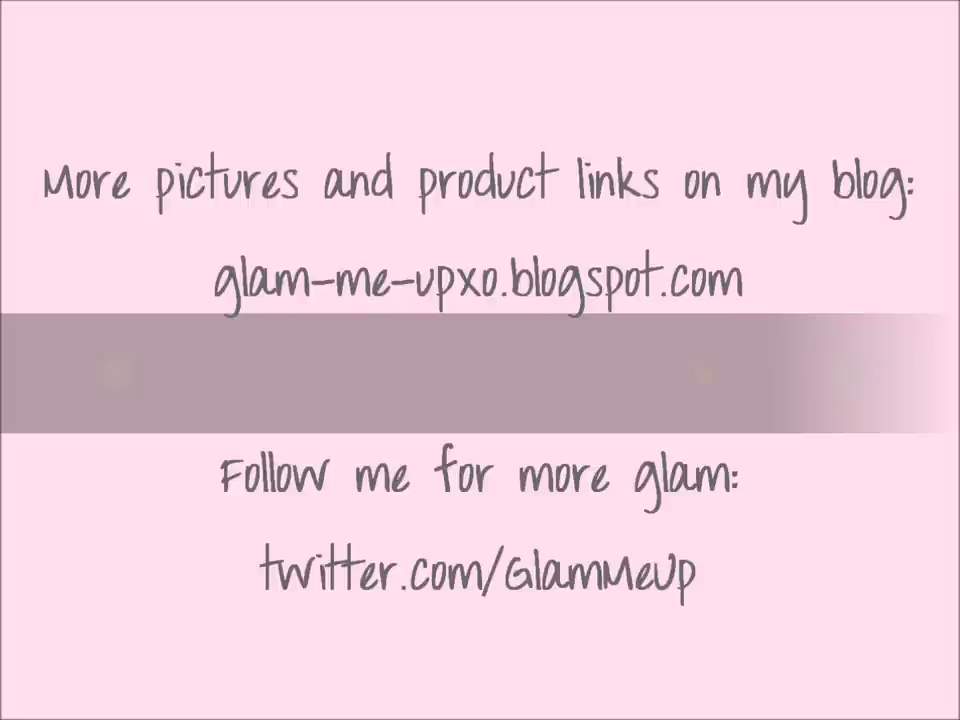 More pictures and product links on my blog:
glam-me-upxo.blogspot.com
Follow me for more glam:
twitter.com/GlamMeUp